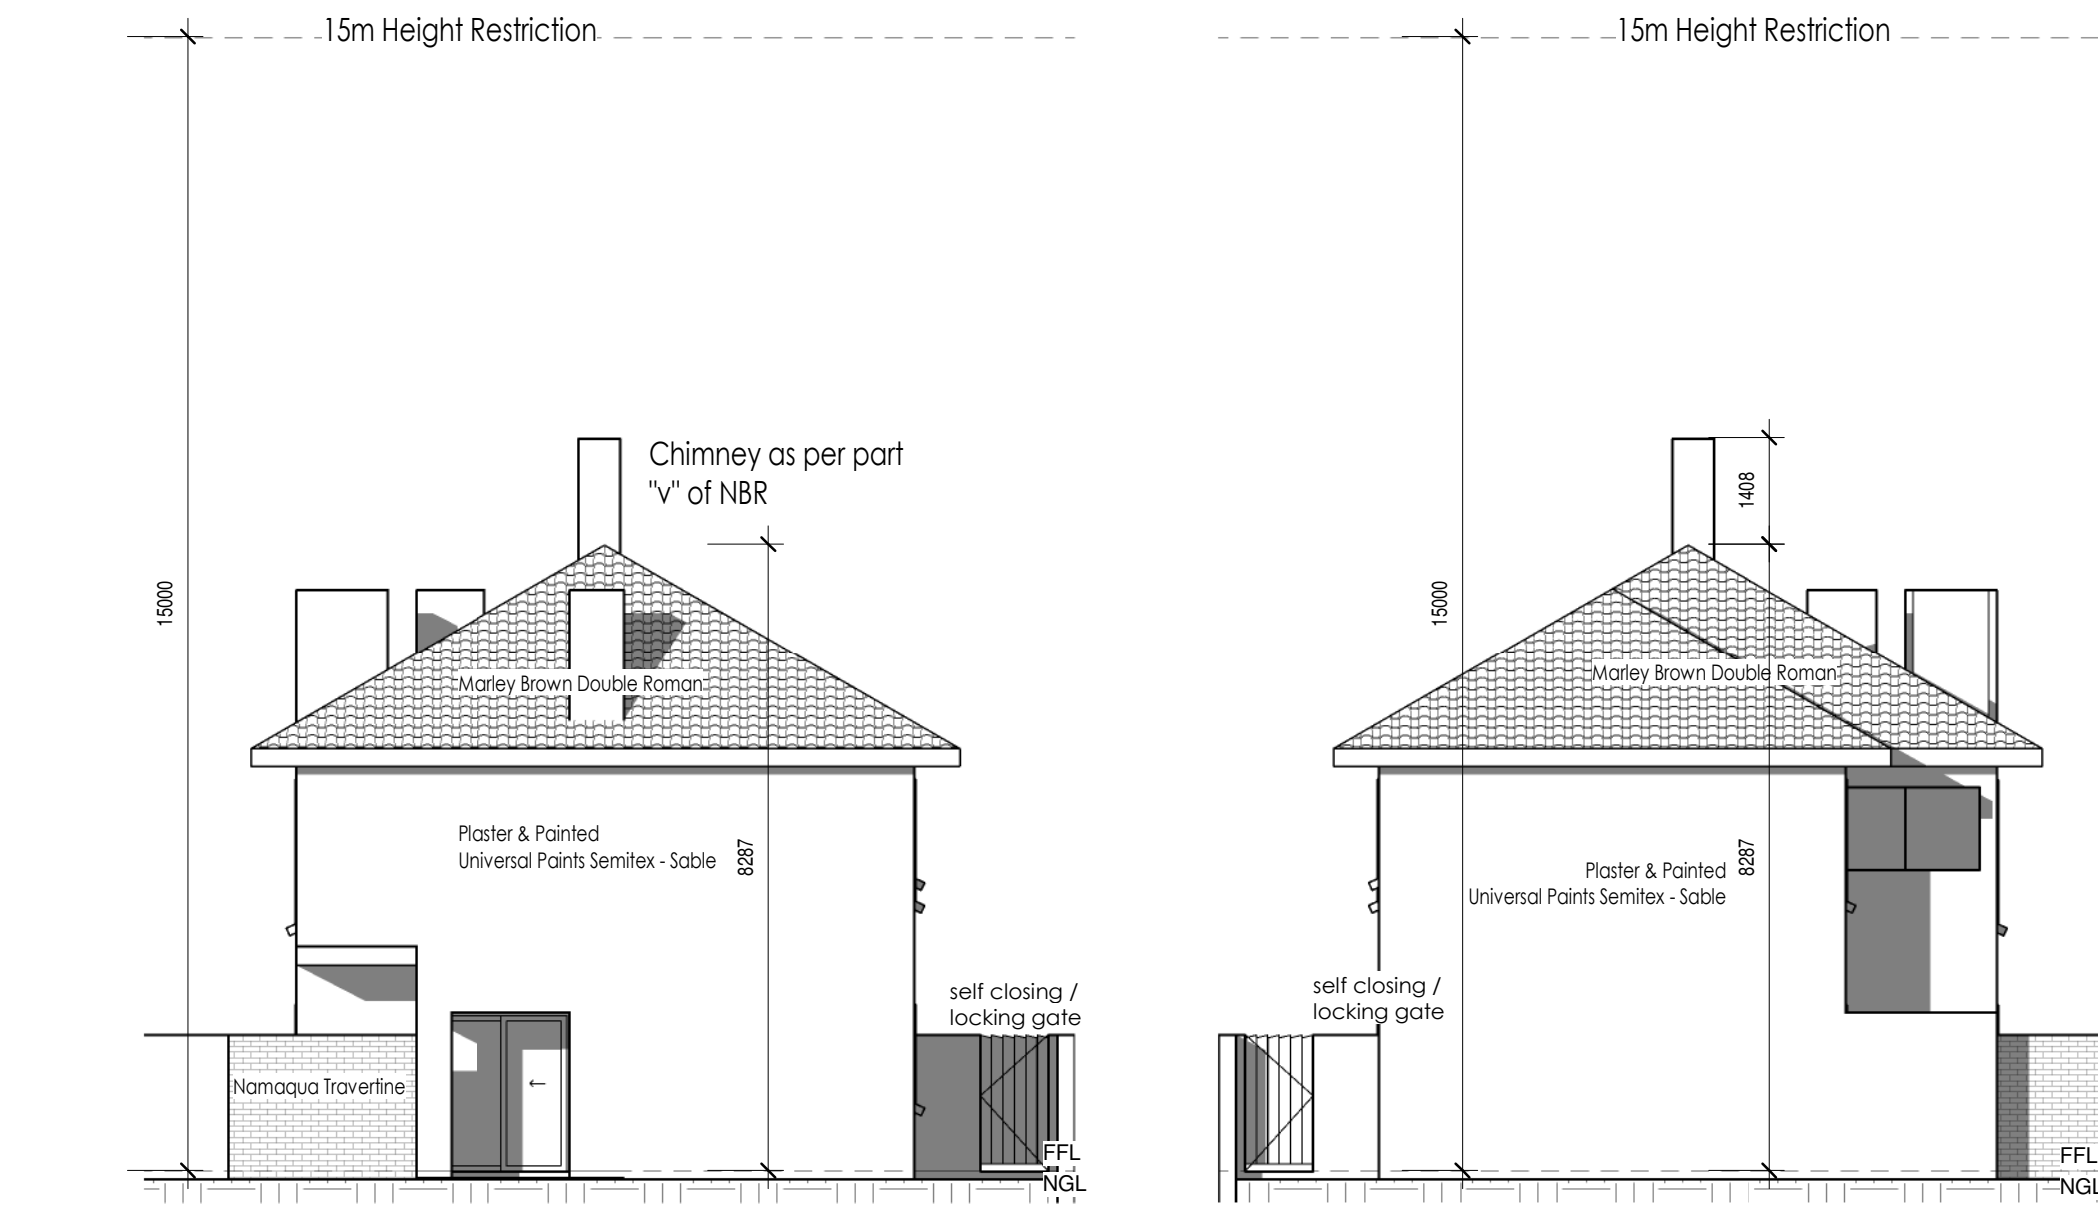 15m Height Restriction
15000
Chimney as per part
"v" of NBR
Marley Brown Double Roman
Plaster & Painted
Universal Paints Semitex - Sable
8287
self closing /
locking gate
Namaqua Travertine
FFL
NGL
15m Height Restriction
15000
1408
Marley Brown Double Roman
Plaster & Painted
Universal Paints Semitex - Sable
8287
self closing /
locking gate
FFL
NGL